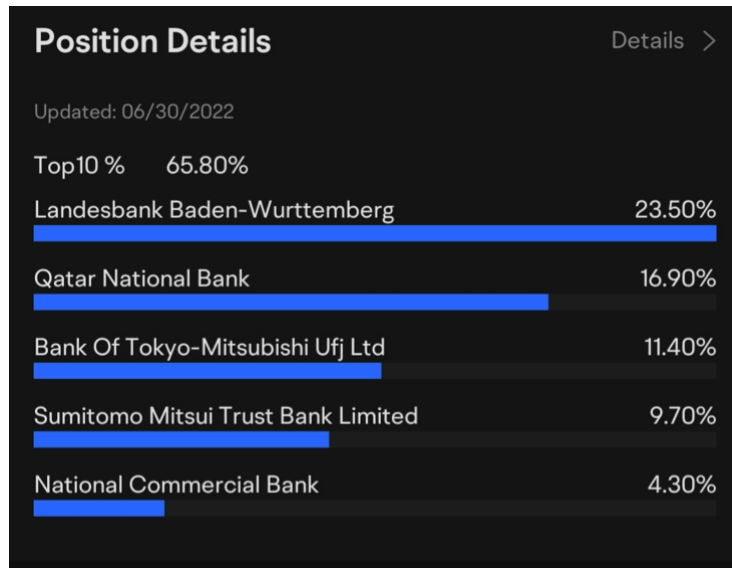 Position Details Details >
Updated: 06/30/2022
Top10 % 65.80%
Landesbank Baden-Wurttemberg 23.50%
Qatar National Bank 16.90%
Bank Of Tokyo-Mitsubishi Ufj Ltd 11.40%
Sumitomo Mitsui Trust Bank Limited 9.70%
National Commercial Bank 4.30%